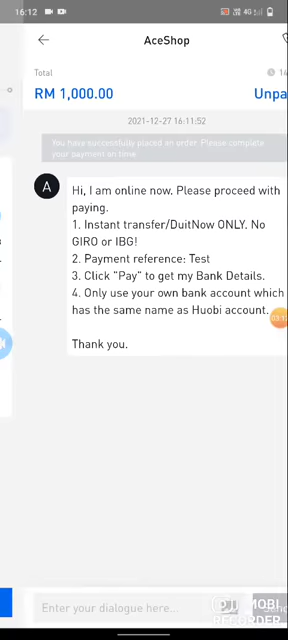 16:12
4G
AceShop
Total
14
RM 1,000.00
Unpa
2021-12-27 16:11:52
You have successfully placed an order. Please complete
your payment on time.
A
Hi, I am online now. Please proceed with
paying.
1. Instant transfer/DuitNow ONLY. No
GIRO or IBG!
2. Payment reference: Test
3. Click "Pay" to get my Bank Details.
4. Only use your own bank account which
has the same name as Huobi account.
Thank you.
Enter your dialogue here...
Send
MOBI
RECORDER